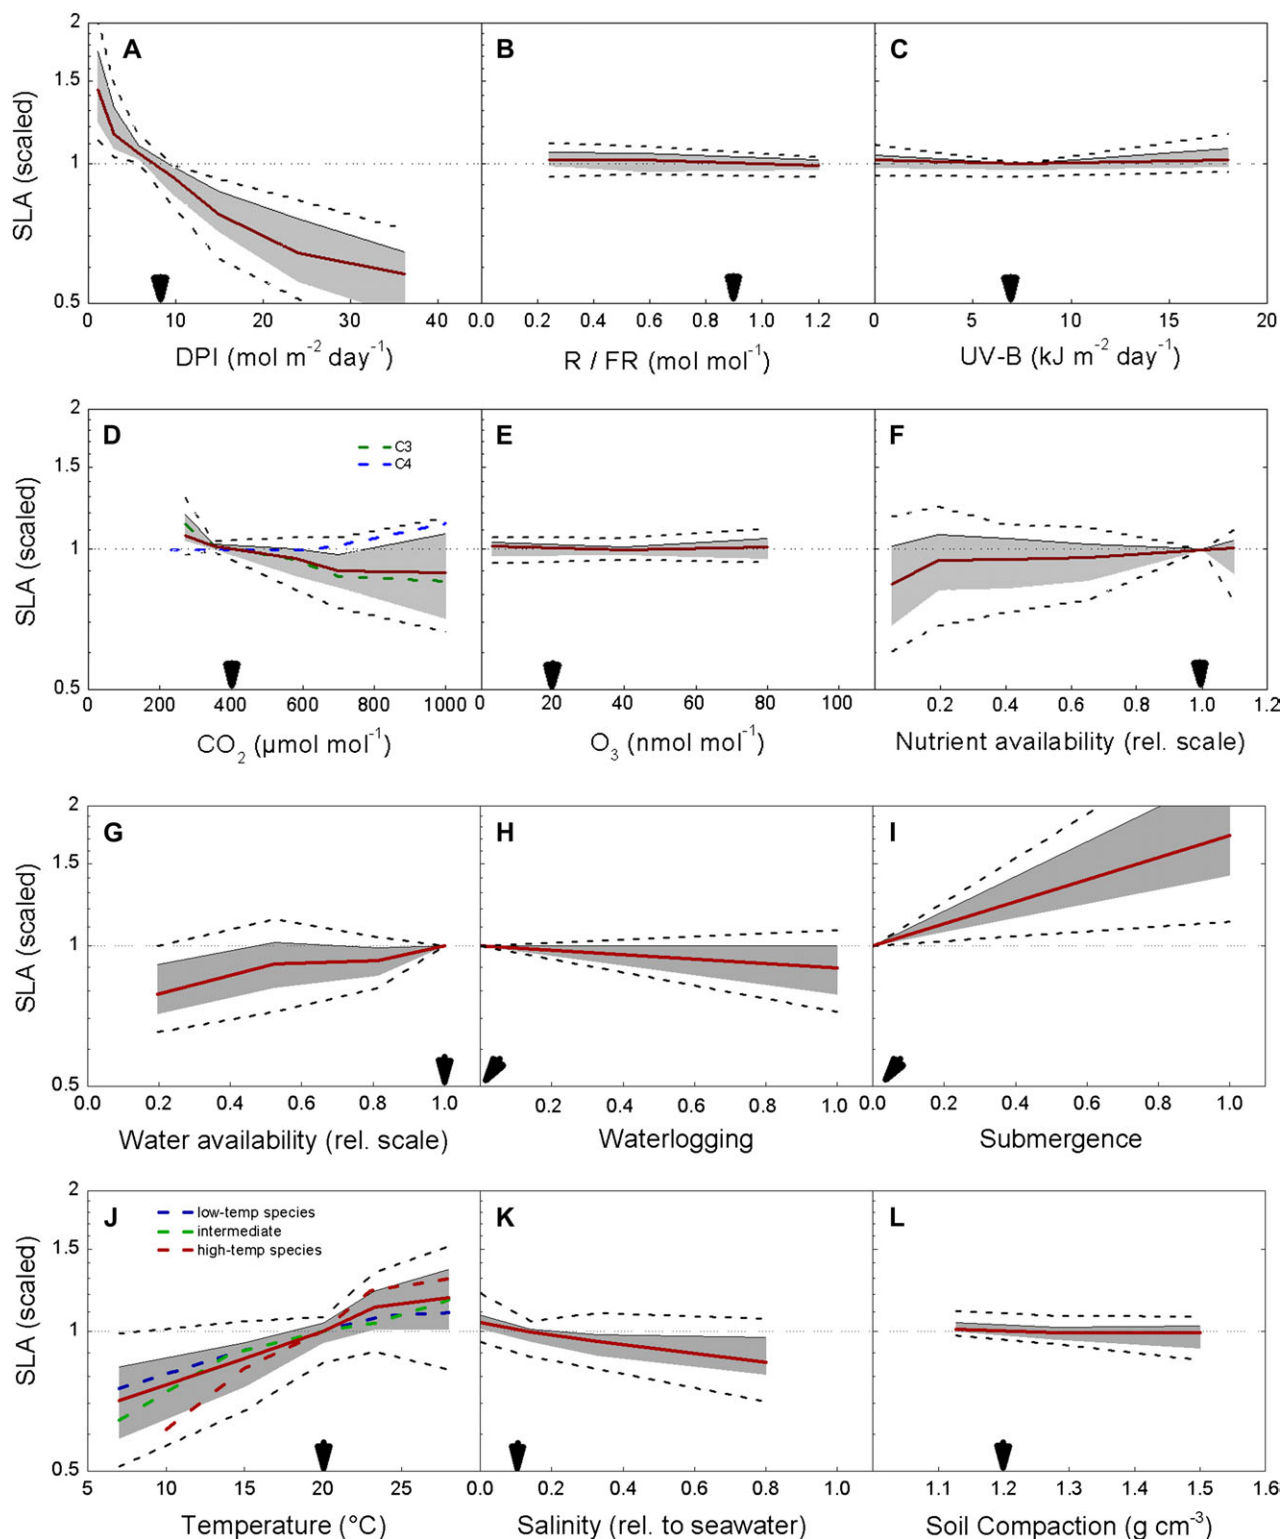 A
B
C
2
1.5
1
0.5
SLA (scaled)
0 10 20 30 40
0.0 0.2 0.4 0.6 0.8 1.0 1.2
0 5 10 15 20
DPI (mol m⁻² day⁻¹)
R / FR (mol mol⁻¹)
UV-B (kJ m⁻² day⁻¹)
D
C3
C4
E
F
2
1.5
1
0.5
SLA (scaled)
0 200 400 600 800 1000
0 20 40 60 80 100
0.2 0.4 0.6 0.8 1.0 1.2
CO₂ (µmol mol⁻¹)
O₃ (nmol mol⁻¹)
Nutrient availability (rel. scale)
G
H
I
2
1.5
1
0.5
SLA (scaled)
0.0 0.2 0.4 0.6 0.8 1.0
0.2 0.4 0.6 0.8 1.0
0.0 0.2 0.4 0.6 0.8 1.0
Water availability (rel. scale)
Waterlogging
Submergence
J
low-temp species
intermediate
high-temp species
K
L
2
1.5
1
0.5
SLA (scaled)
5 10 15 20 25
0.0 0.2 0.4 0.6 0.8 1.0
1.1 1.2 1.3 1.4 1.5 1.6
Temperature (°C)
Salinity (rel. to seawater)
Soil Compaction (g cm⁻³)